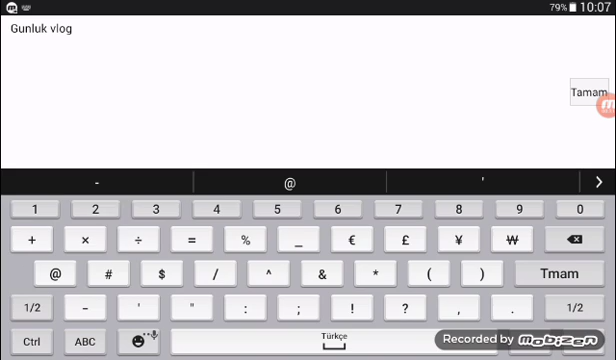 79% 10:07
Gunluk vlog
Tamam
- @ '
1 2 3 4 5 6 7 8 9 0
+ × ÷ = % _ € £ ¥ ₩
@ # $ / ^ & * ( ) Tmam
1/2 - ' " : ; ! ? , . 1/2
Ctrl ABC Türkçe
Recorded by mobizen